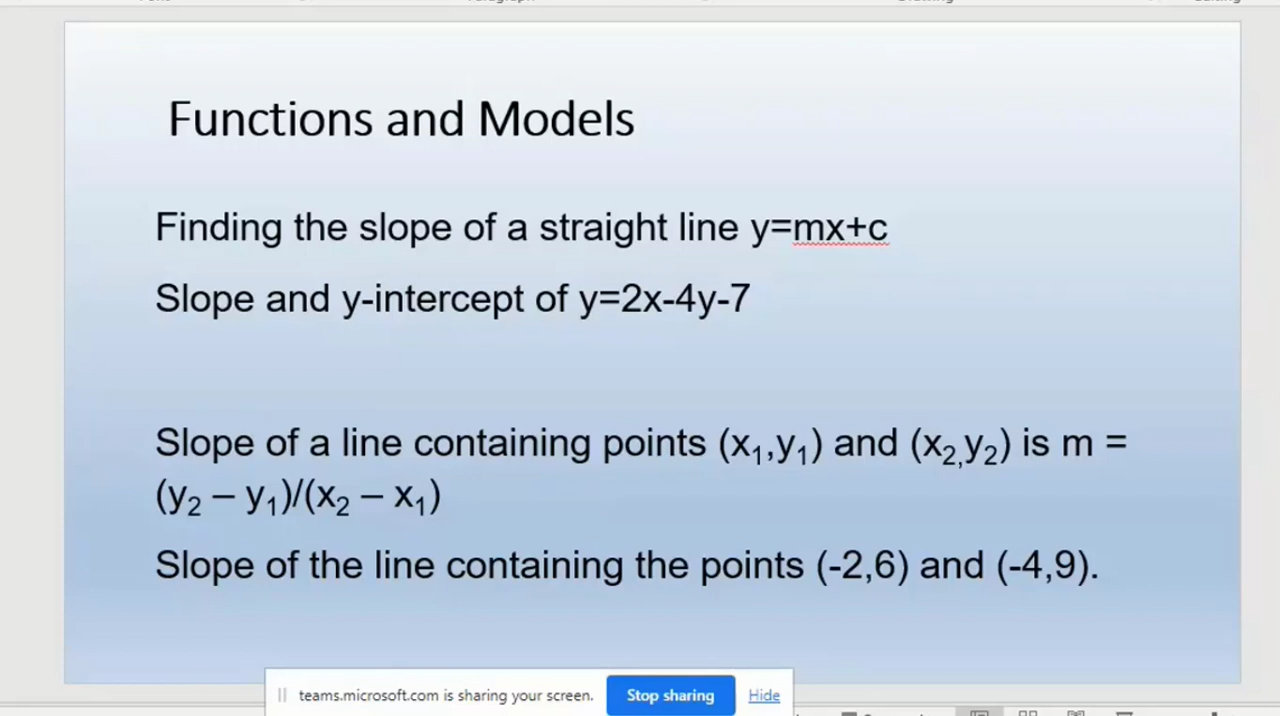 Functions and Models
Finding the slope of a straight line y=mx+c
Slope and y-intercept of y=2x-4y-7
Slope of a line containing points (x₁,y₁) and (x₂,y₂) is m =
(y₂ – y₁)/(x₂ – x₁)
Slope of the line containing the points (-2,6) and (-4,9).
teams.microsoft.com is sharing your screen. Stop sharing Hide